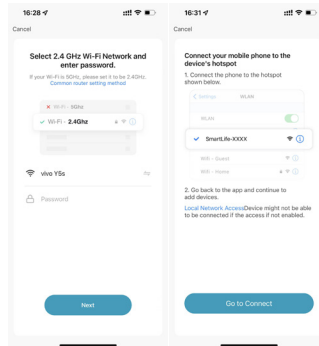 16:28
Cancel
Select 2.4 GHz Wi-Fi Network and
enter password.
If your Wi-Fi is 5GHz, please set it to be 2.4GHz.
Common router setting method
Wi-Fi - 5Ghz
Wi-Fi - 2.4Ghz
vivo Y5s
Password
Next
16:31
Cancel
Connect your mobile phone to the
device's hotspot
1. Connect the phone to the hotspot
shown below.
Settings WLAN
WLAN
SmartLife-XXXX
Wifi - Guest
Wifi - Home
2. Go back to the app and continue to
add devices.
Local Network AccessDevice might not be able
to be connected if the access if not enabled.
Go to Connect